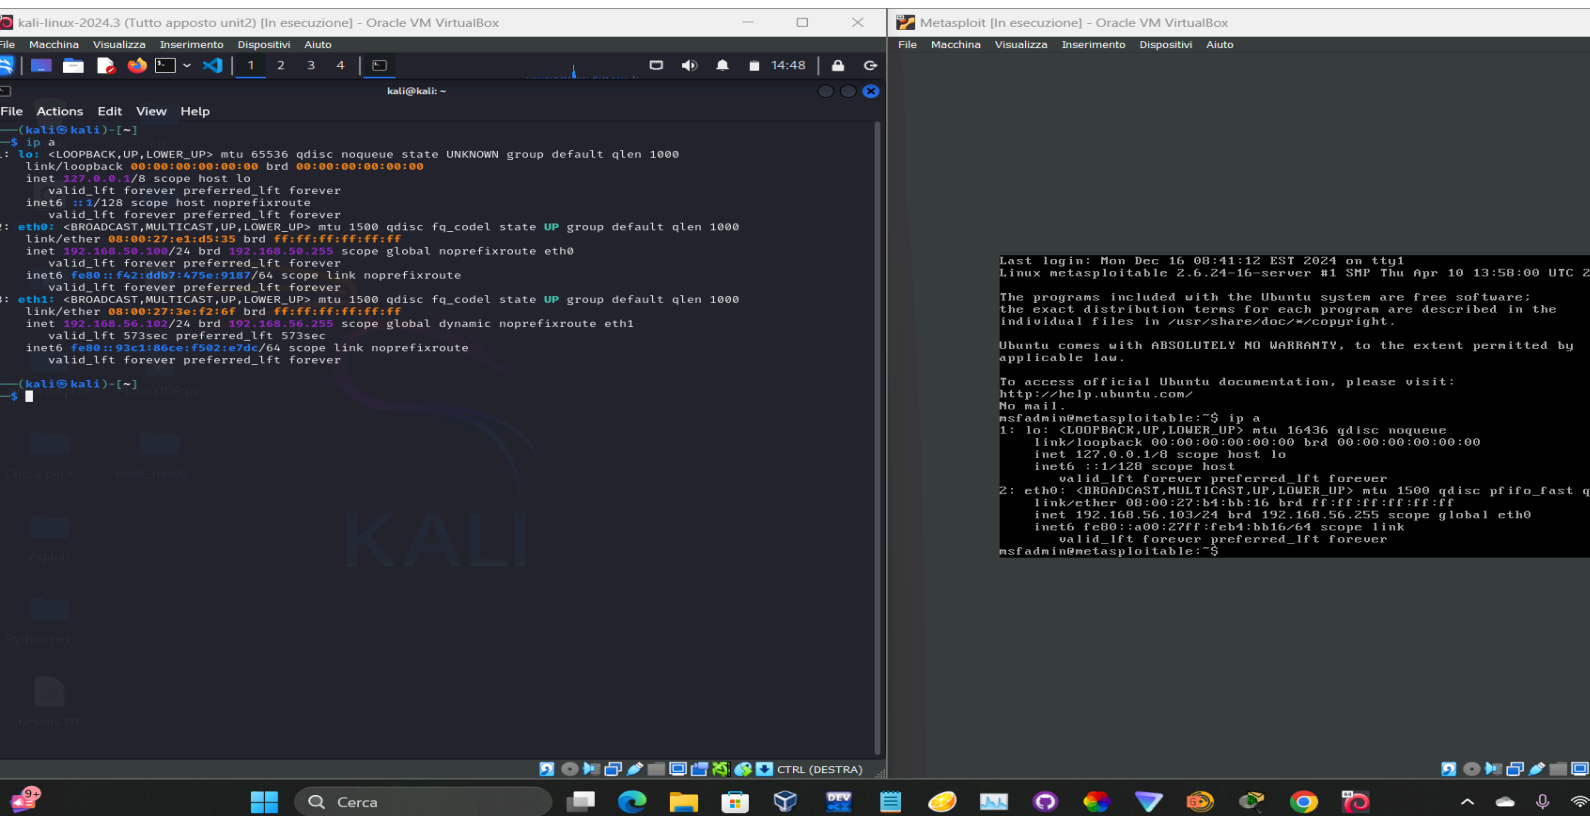 kali-linux-2024.3 (Tutto apposto unit2) [In esecuzione] - Oracle VM VirtualBox
File Macchina Visualizza Inserimento Dispositivi Aiuto
1 2 3 4 14:48
kali@kali: ~
File Actions Edit View Help
(kali㉿kali)-[~]
$ ip a
1: lo: <LOOPBACK,UP,LOWER_UP> mtu 65536 qdisc noqueue state UNKNOWN group default qlen 1000
link/loopback 00:00:00:00:00:00 brd 00:00:00:00:00:00
inet 127.0.0.1/8 scope host lo
valid_lft forever preferred_lft forever
inet6 ::1/128 scope host noprefixroute
valid_lft forever preferred_lft forever
2: eth0: <BROADCAST,MULTICAST,UP,LOWER_UP> mtu 1500 qdisc fq_codel state UP group default qlen 1000
link/ether 08:00:27:e1:d5:35 brd ff:ff:ff:ff:ff:ff
inet 192.168.50.100/24 brd 192.168.50.255 scope global noprefixroute eth0
valid_lft forever preferred_lft forever
inet6 fe80::f42:ddb7:475e:9187/64 scope link noprefixroute
valid_lft forever preferred_lft forever
3: eth1: <BROADCAST,MULTICAST,UP,LOWER_UP> mtu 1500 qdisc fq_codel state UP group default qlen 1000
link/ether 08:00:27:3e:f2:6f brd ff:ff:ff:ff:ff:ff
inet 192.168.56.102/24 brd 192.168.56.255 scope global dynamic noprefixroute eth1
valid_lft 573sec preferred_lft 573sec
inet6 fe80::93c1:86ce:f502:e7dc/64 scope link noprefixroute
valid_lft forever preferred_lft forever
(kali㉿kali)-[~]
$
KALI
CTRL (DESTRA)
Metasploit [In esecuzione] - Oracle VM VirtualBox
File Macchina Visualizza Inserimento Dispositivi Aiuto
Last login: Mon Dec 16 08:41:12 EST 2024 on tty1
Linux metasploitable 2.6.24-16-server #1 SMP Thu Apr 10 13:58:00 UTC 2
The programs included with the Ubuntu system are free software;
the exact distribution terms for each program are described in the
individual files in /usr/share/doc/*/copyright.
Ubuntu comes with ABSOLUTELY NO WARRANTY, to the extent permitted by
applicable law.
To access official Ubuntu documentation, please visit:
http://help.ubuntu.com/
No mail.
msfadmin@metasploitable:~$ ip a
1: lo: <LOOPBACK,UP,LOWER_UP> mtu 16436 qdisc noqueue
link/loopback 00:00:00:00:00:00 brd 00:00:00:00:00:00
inet 127.0.0.1/8 scope host lo
inet6 ::1/128 scope host
valid_lft forever preferred_lft forever
2: eth0: <BROADCAST,MULTICAST,UP,LOWER_UP> mtu 1500 qdisc pfifo_fast q
link/ether 08:00:27:b4:bb:16 brd ff:ff:ff:ff:ff:ff
inet 192.168.56.103/24 brd 192.168.56.255 scope global eth0
inet6 fe80::a00:27ff:feb4:bb16/64 scope link
valid_lft forever preferred_lft forever
msfadmin@metasploitable:~$
9+
Cerca
DEV